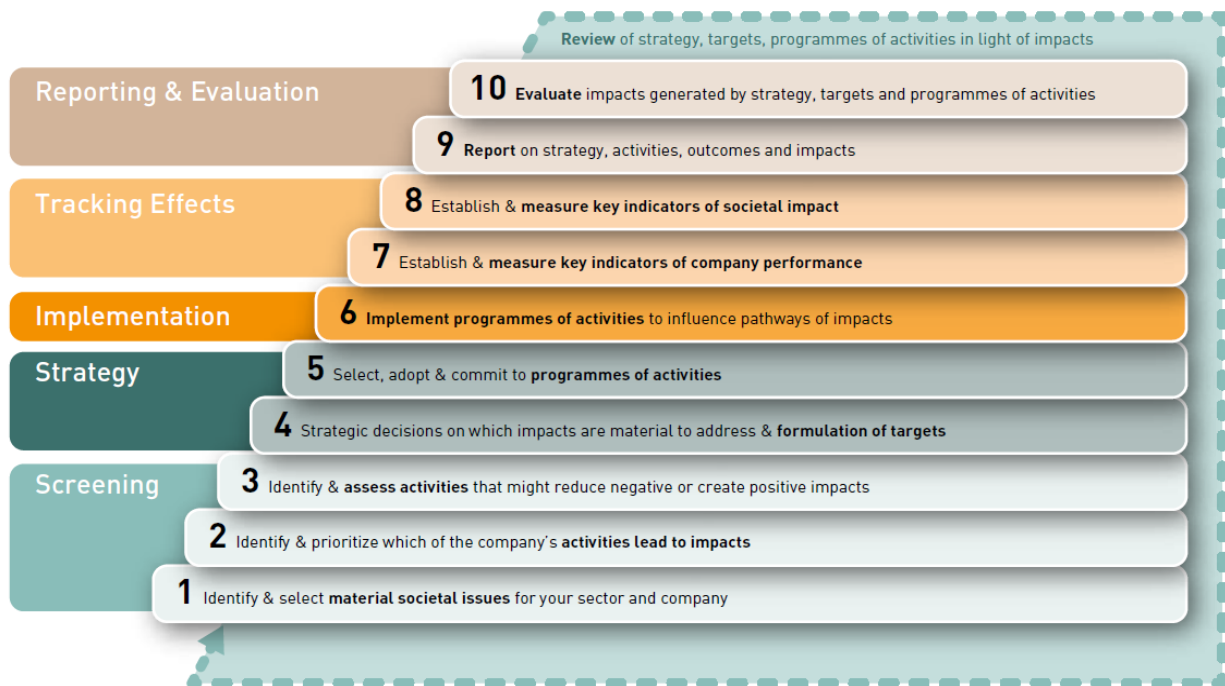 Review of strategy, targets, programmes of activities in light of impacts
Reporting & Evaluation
10 Evaluate impacts generated by strategy, targets and programmes of activities
9 Report on strategy, activities, outcomes and impacts
Tracking Effects
8 Establish & measure key indicators of societal impact
7 Establish & measure key indicators of company performance
Implementation
6 Implement programmes of activities to influence pathways of impacts
Strategy
5 Select, adopt & commit to programmes of activities
4 Strategic decisions on which impacts are material to address & formulation of targets
Screening
3 Identify & assess activities that might reduce negative or create positive impacts
2 Identify & prioritize which of the company's activities lead to impacts
1 Identify & select material societal issues for your sector and company